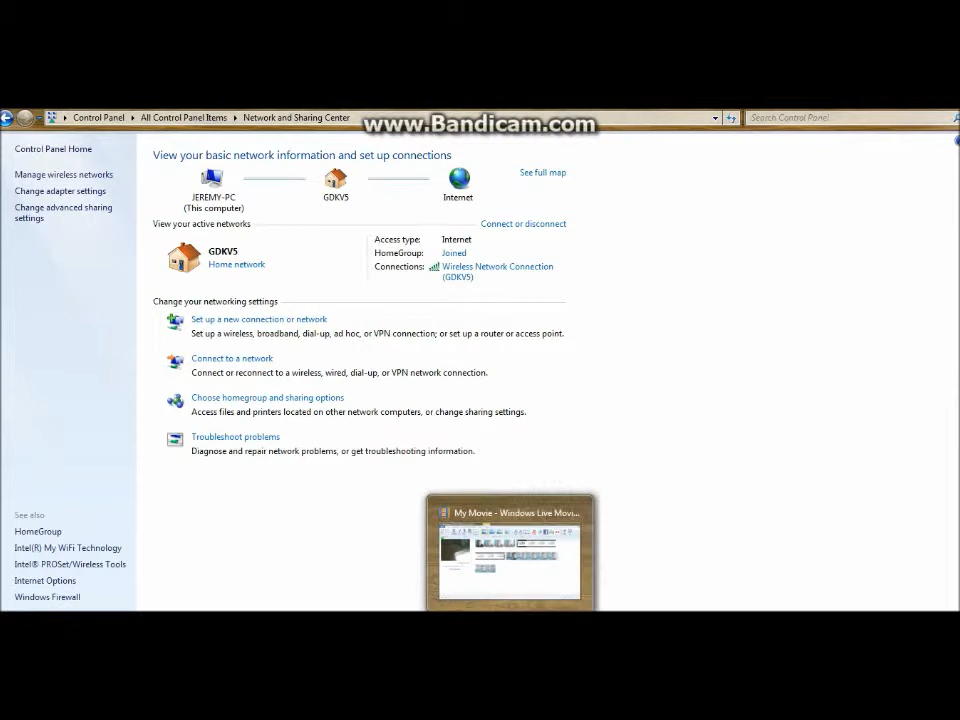 Control Panel ▸ All Control Panel Items ▸ Network and Sharing Center
www.Bandicam.com
Search Control Panel
Control Panel Home
Manage wireless networks
Change adapter settings
Change advanced sharing
settings
View your basic network information and set up connections
See full map
JEREMY-PC
(This computer)
GDKV5
Internet
View your active networks
Connect or disconnect
GDKV5
Home network
Access type: Internet
HomeGroup: Joined
Connections: Wireless Network Connection
(GDKV5)
Change your networking settings
Set up a new connection or network
Set up a wireless, broadband, dial-up, ad hoc, or VPN connection; or set up a router or access point.
Connect to a network
Connect or reconnect to a wireless, wired, dial-up, or VPN network connection.
Choose homegroup and sharing options
Access files and printers located on other network computers, or change sharing settings.
Troubleshoot problems
Diagnose and repair network problems, or get troubleshooting information.
See also
HomeGroup
Intel(R) My WiFi Technology
Intel® PROSet/Wireless Tools
Internet Options
Windows Firewall
My Movie - Windows Live Movi...